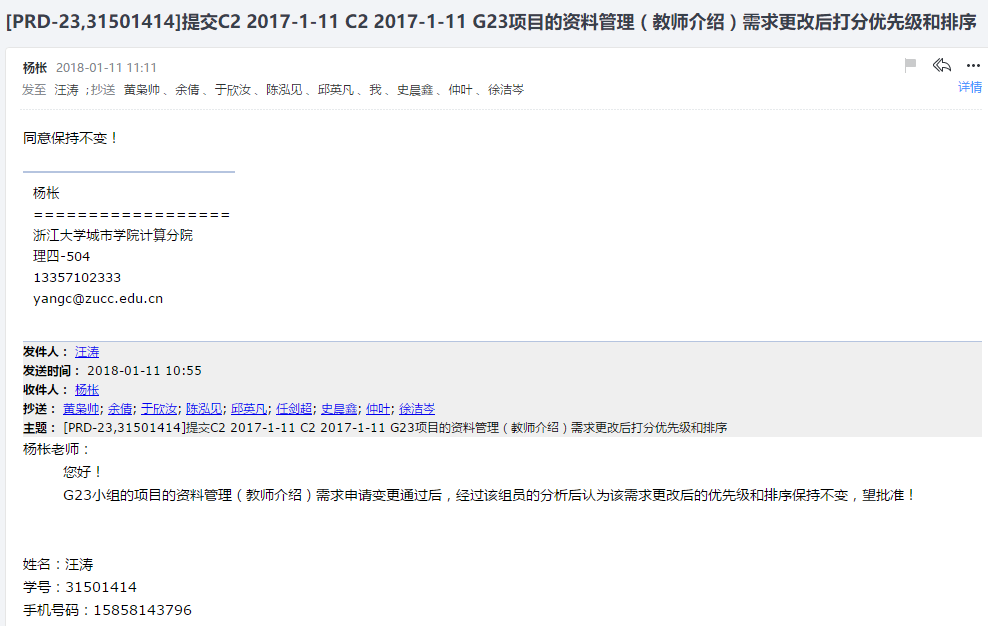 [PRD-23,31501414]提交C2 2017-1-11 C2 2017-1-11 G23项目的资料管理（教师介绍）需求更改后打分优先级和排序
杨枨 2018-01-11 11:11
发至 汪涛 ;抄送 黄枭帅、余倩、于欣汝、陈泓见、邱英凡、我、史晨鑫、仲叶、徐洁岑
详情
同意保持不变！
杨枨
==================
浙江大学城市学院计算分院
理四-504
13357102333
yangc@zucc.edu.cn
发件人： 汪涛
发送时间： 2018-01-11 10:55
收件人： 杨枨
抄送： 黄枭帅; 余倩; 于欣汝; 陈泓见; 邱英凡; 任剑超; 史晨鑫; 仲叶; 徐洁岑
主题： [PRD-23,31501414]提交C2 2017-1-11 C2 2017-1-11 G23项目的资料管理（教师介绍）需求更改后打分优先级和排序
杨枨老师：
您好！
G23小组的项目的资料管理（教师介绍）需求申请变更通过后，经过该组员的分析后认为该需求更改后的优先级和排序保持不变，望批准！
姓名：汪涛
学号：31501414
手机号码：15858143796